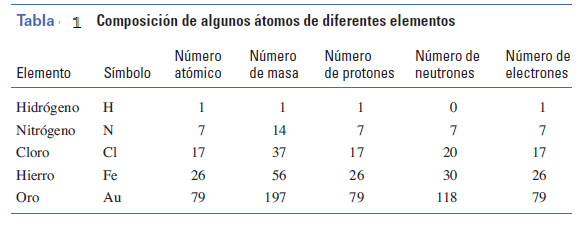 Tabla 1 Composición de algunos átomos de diferentes elementos
Número Número Número Número de Número de
Elemento Símbolo atómico de masa de protones neutrones electrones
Hidrógeno H 1 1 1 0 1
Nitrógeno N 7 14 7 7 7
Cloro Cl 17 37 17 20 17
Hierro Fe 26 56 26 30 26
Oro Au 79 197 79 118 79